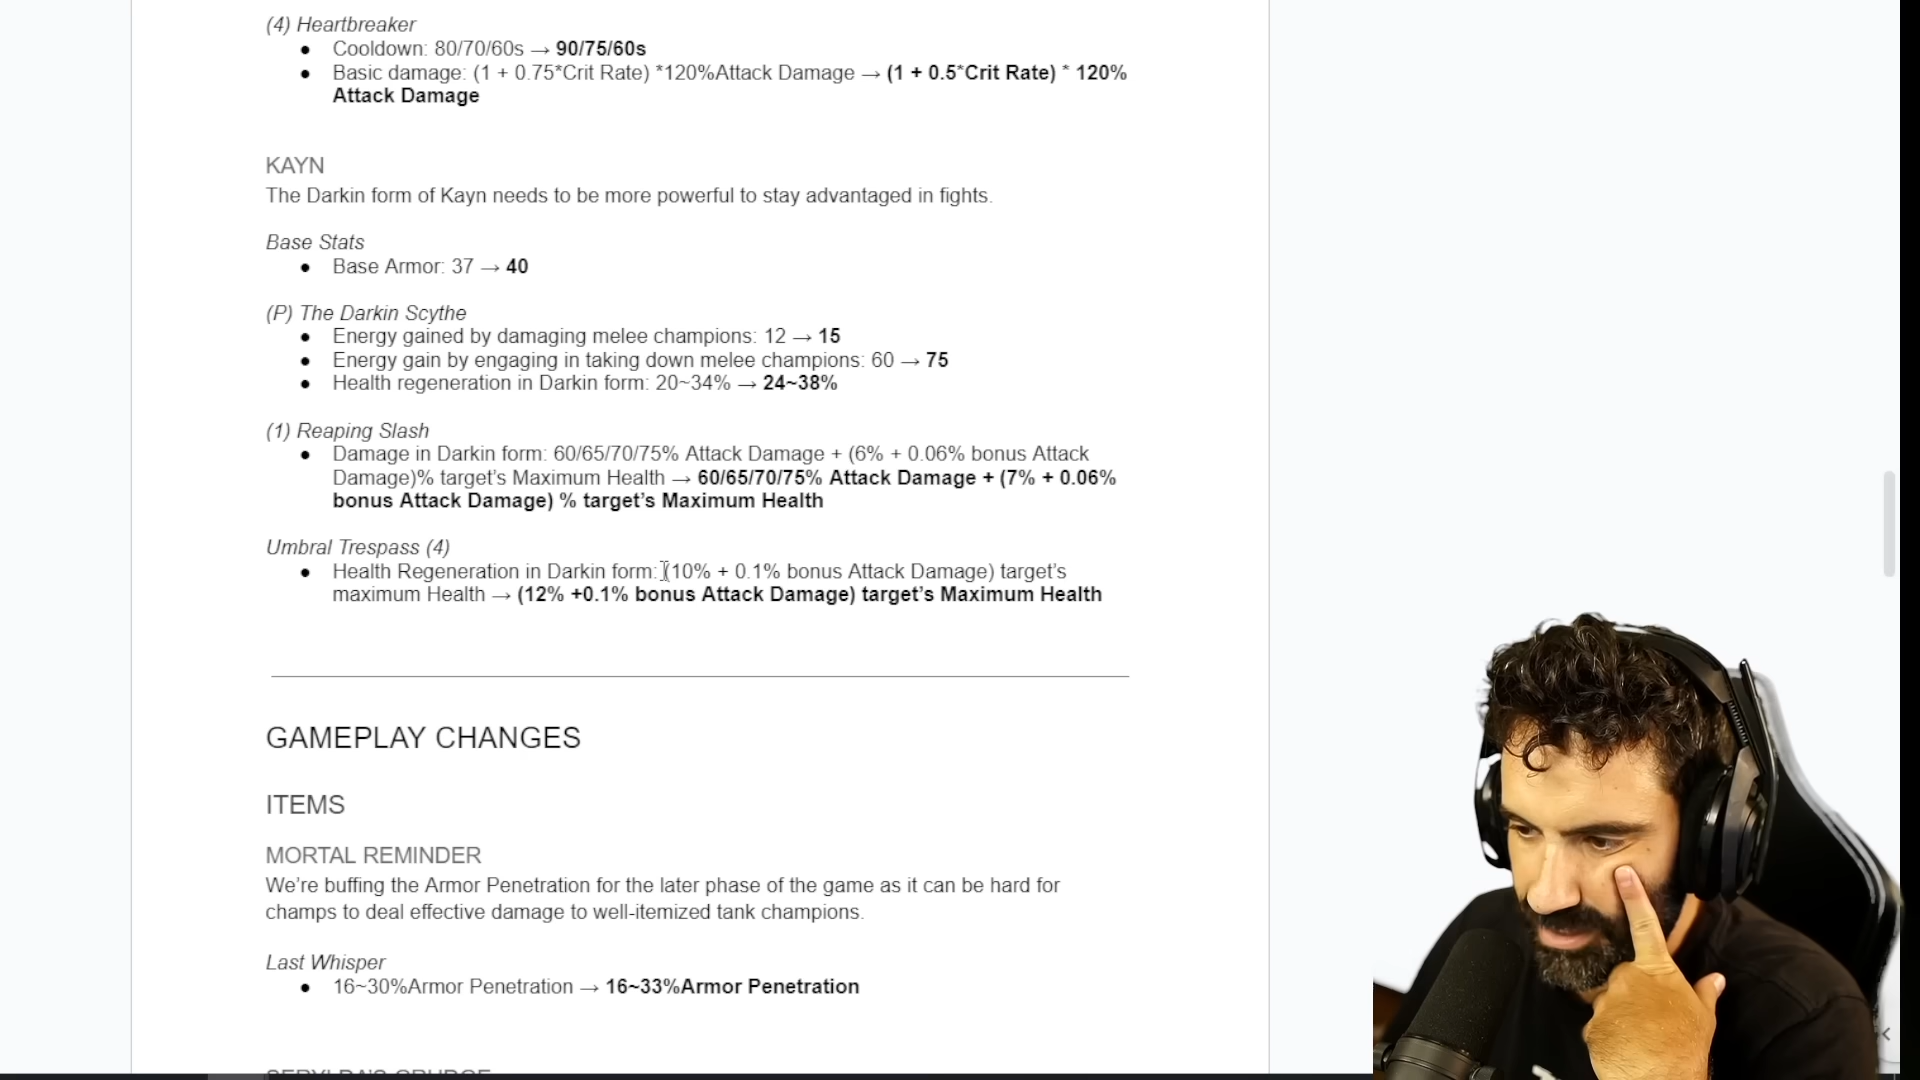 (4) Heartbreaker
● Cooldown: 80/70/60s → 90/75/60s
● Basic damage: (1 + 0.75*Crit Rate) *120%Attack Damage → (1 + 0.5*Crit Rate) * 120%
Attack Damage
KAYN
The Darkin form of Kayn needs to be more powerful to stay advantaged in fights.
Base Stats
● Base Armor: 37 → 40
(P) The Darkin Scythe
● Energy gained by damaging melee champions: 12 → 15
● Energy gain by engaging in taking down melee champions: 60 → 75
● Health regeneration in Darkin form: 20~34% → 24~38%
(1) Reaping Slash
● Damage in Darkin form: 60/65/70/75% Attack Damage + (6% + 0.06% bonus Attack
Damage)% target’s Maximum Health → 60/65/70/75% Attack Damage + (7% + 0.06%
bonus Attack Damage) % target’s Maximum Health
Umbral Trespass (4)
● Health Regeneration in Darkin form: (10% + 0.1% bonus Attack Damage) target’s
maximum Health → (12% +0.1% bonus Attack Damage) target’s Maximum Health
GAMEPLAY CHANGES
ITEMS
MORTAL REMINDER
We’re buffing the Armor Penetration for the later phase of the game as it can be hard for
champs to deal effective damage to well-itemized tank champions.
Last Whisper
● 16~30%Armor Penetration → 16~33%Armor Penetration
SERYLDA'S GRUDGE